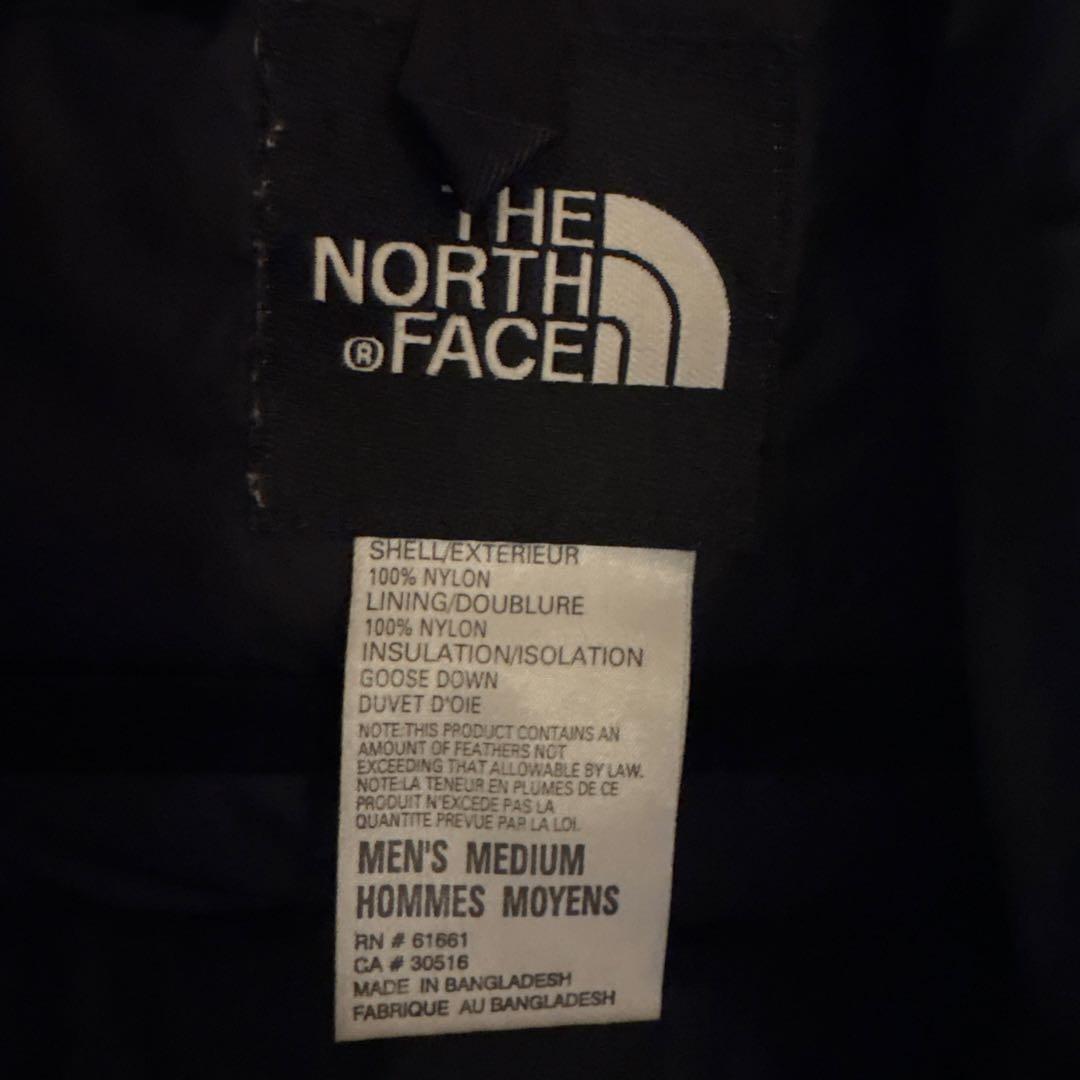 THE
NORTH
®FACE
SHELL/EXTERIEUR
100% NYLON
LINING/DOUBLURE
100% NYLON
INSULATION/ISOLATION
GOOSE DOWN
DUVET D'OIE
NOTE:THIS PRODUCT CONTAINS AN
AMOUNT OF FEATHERS NOT
EXCEEDING THAT ALLOWABLE BY LAW.
NOTE:LA TENEUR EN PLUMES DE CE
PRODUIT N'EXCEDE PAS LA
QUANTITE PREVUE PAR LA LOI.
MEN'S MEDIUM
HOMMES MOYENS
RN # 61661
CA # 30516
MADE IN BANGLADESH
FABRIQUE AU BANGLADESH